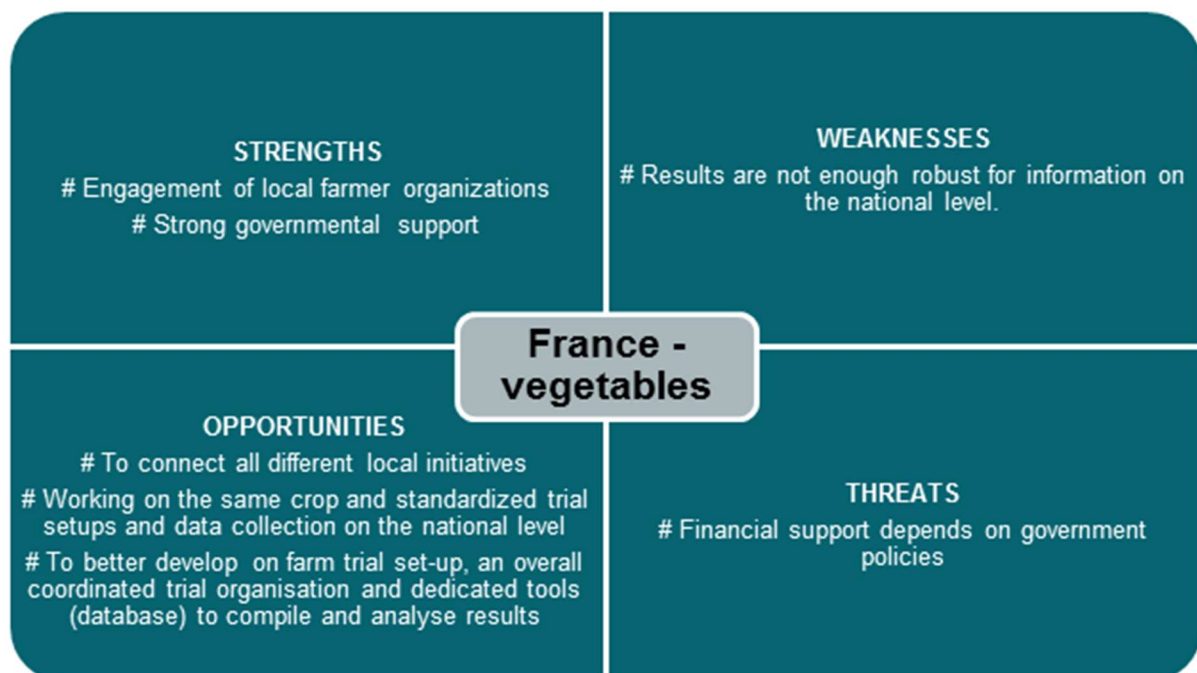 STRENGTHS
# Engagement of local farmer organizations
# Strong governmental support
WEAKNESSES
# Results are not enough robust for information on
the national level.
France -
vegetables
OPPORTUNITIES
# To connect all different local initiatives
# Working on the same crop and standardized trial
setups and data collection on the national level
# To better develop on farm trial set-up, an overall
coordinated trial organisation and dedicated tools
(database) to compile and analyse results
THREATS
# Financial support depends on government
policies